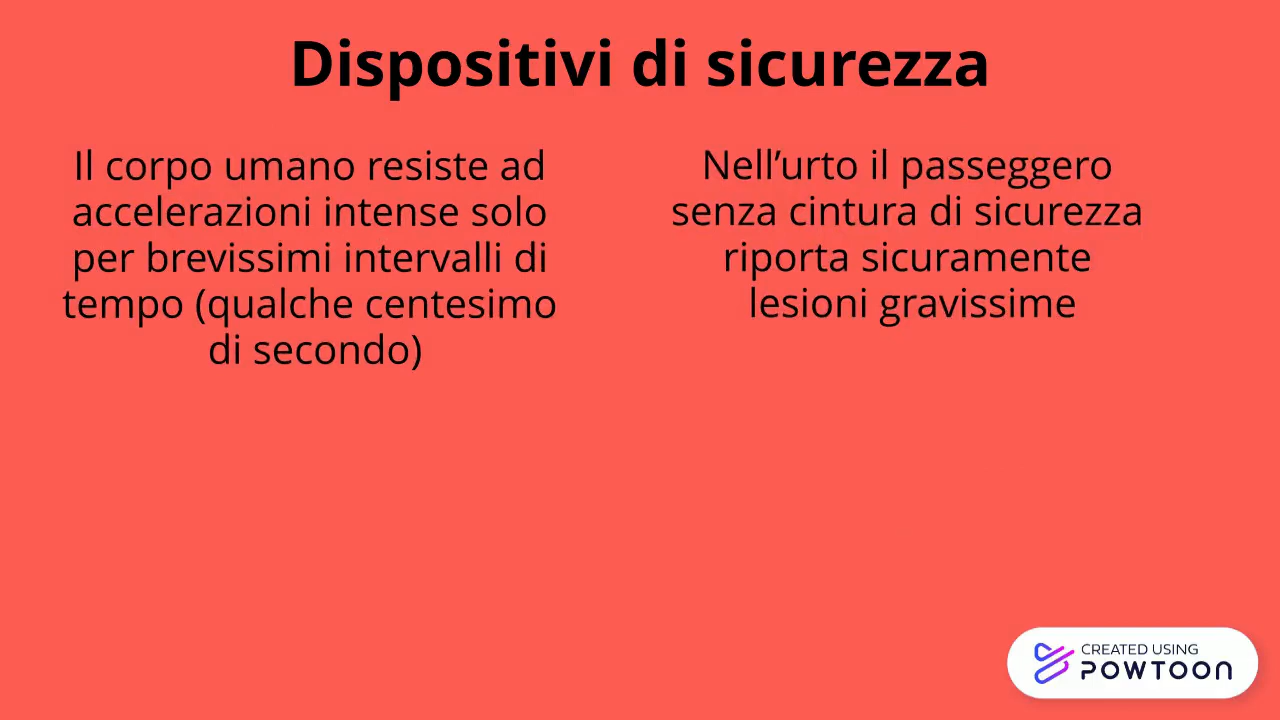 Dispositivi di sicurezza
Il corpo umano resiste ad
accelerazioni intense solo
per brevissimi intervalli di
tempo (qualche centesimo
di secondo)
Nell’urto il passeggero
senza cintura di sicurezza
riporta sicuramente
lesioni gravissime
CREATED USING
POWTOON